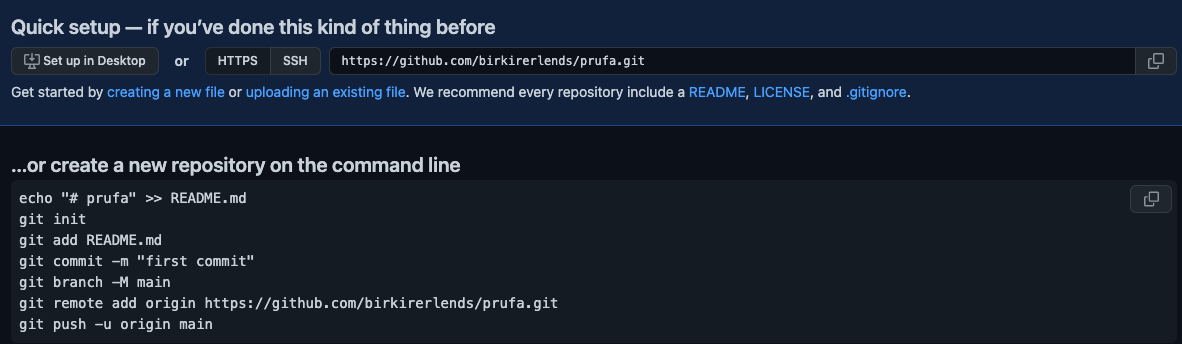 Quick setup — if you’ve done this kind of thing before
Set up in Desktop or HTTPS SSH https://github.com/birkirerlends/prufa.git
Get started by creating a new file or uploading an existing file. We recommend every repository include a README, LICENSE, and .gitignore.
...or create a new repository on the command line
echo "# prufa" >> README.md
git init
git add README.md
git commit -m "first commit"
git branch -M main
git remote add origin https://github.com/birkirerlends/prufa.git
git push -u origin main